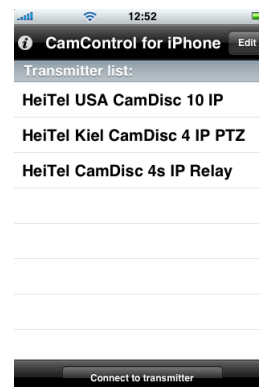 12:52
CamControl for iPhone Edit
Transmitter list:
HeiTel USA CamDisc 10 IP
HeiTel Kiel CamDisc 4 IP PTZ
HeiTel CamDisc 4s IP Relay
Connect to transmitter